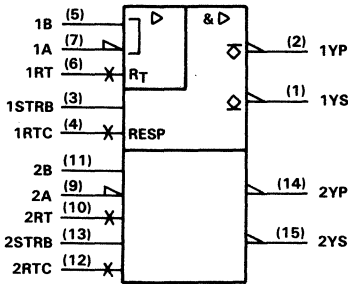 1B (5) ▷ & ▷
1A (7) (2) 1YP
1RT (6) RT
1STRB (3) (1) 1YS
1RTC (4) RESP
2B (11)
2A (9) (14) 2YP
2RT (10)
2STRB (13) (15) 2YS
2RTC (12)